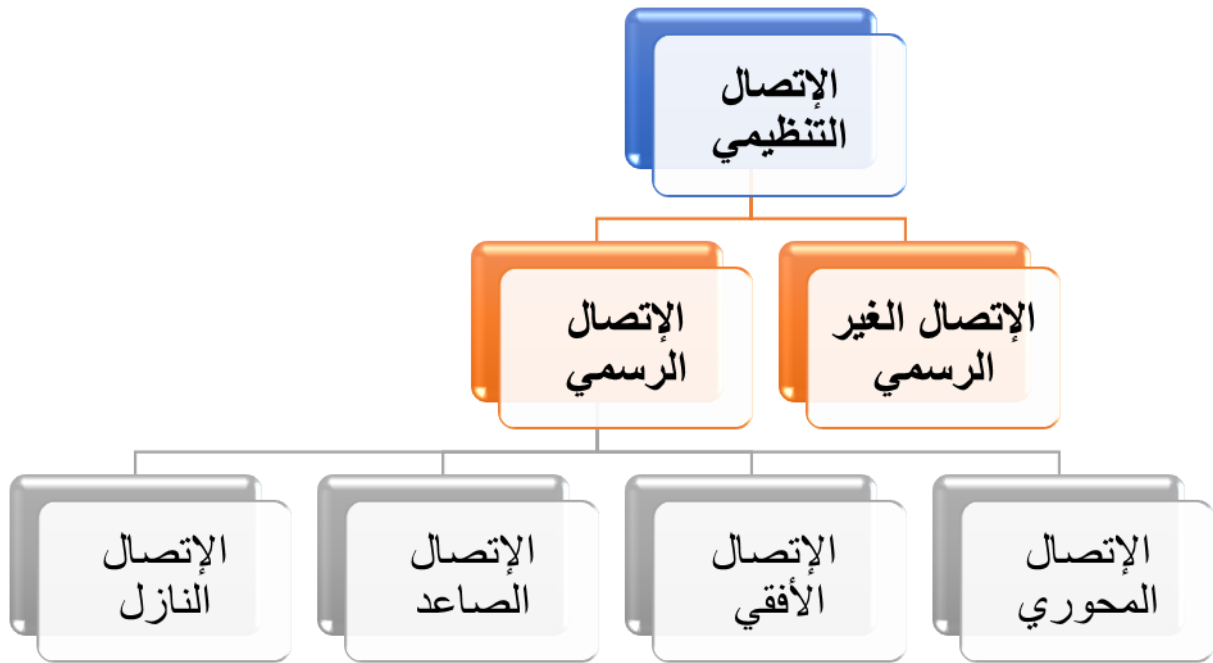 الإتصال
التنظيمي
الإتصال الغير
الرسمي
الإتصال
الرسمي
الإتصال
المحوري
الإتصال
الأفقي
الإتصال
الصاعد
الإتصال
النازل